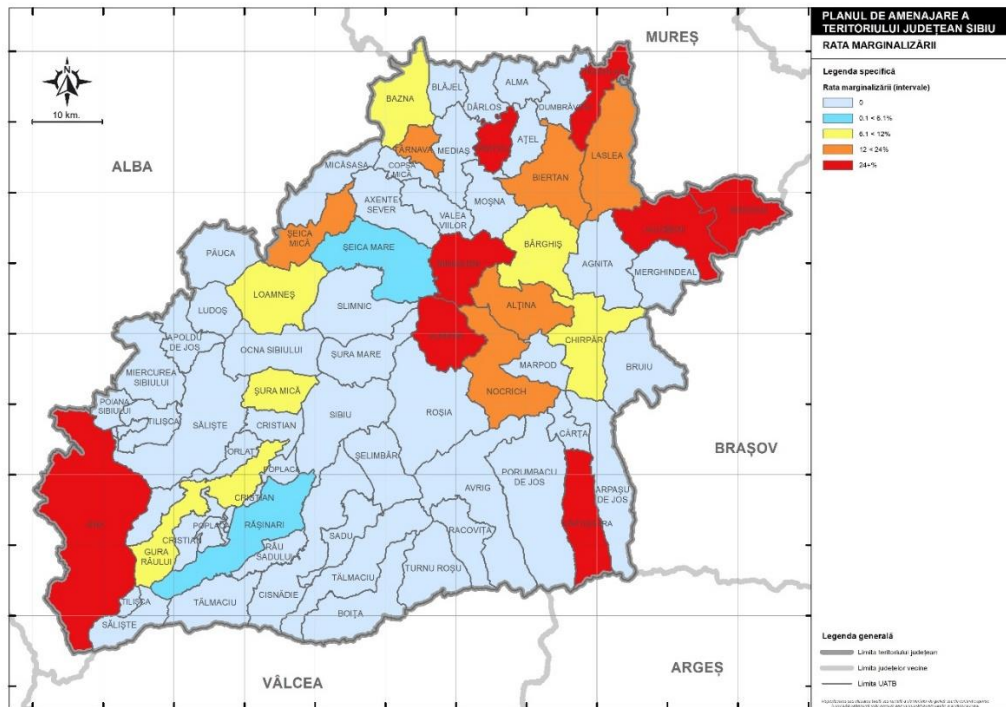 PLANUL DE AMENAJARE A
TERITORIULUI JUDEȚEAN SIBIU
RATA MARGINALIZĂRII
Legenda specifică
Rata marginalizării (intervale)
0
0.1 < 6.1%
6.1 < 12%
12 < 24%
24+%
N
10 km.
MUREȘ
ALBA
BRAȘOV
ARGEȘ
VÂLCEA
BAZNA
BLĂJEL
ALMA
DÂRLOS
DUMBRĂV
TÂRNAVA
MEDIAȘ
AȚEL
LASLEA
BIERTAN
MICĂSASA
COPȘA
MICĂ
AXENTE
SEVER
MOȘNA
VALEA
VIILOR
ȘEICA
MICĂ
ȘEICA MARE
BÂRGHIȘ
AGNITA
MERGHINDEAL
PĂUCA
LOAMNEȘ
SLIMNIC
ALȚINA
LUDOȘ
CHIRPĂR
APOLDU
DE JOS
OCNA SIBIULUI
ȘURA MARE
MARPOD
BRUIU
MIERCUREA
SIBIULUI
NOCRICH
ȘURA MICĂ
POIANA
SIBIULUI
TILIȘCA
SĂLIȘTE
CRISTIAN
SIBIU
ROȘIA
CÂRȚA
ORLAT
ȘELIMBĂR
POPLACA
PORUMBACU
DE JOS
AVRIG
ARPAȘU
DE JOS
CRISTIAN
RĂȘINARI
RACOVIȚA
SADU
POPLACA
CRISTIAN
GURA
RÂULUI
RÂU
SADULUI
TĂLMACIU
TURNU ROȘU
CISNĂDIE
TILIȘCA
TĂLMACIU
BOIȚA
SĂLIȘTE
Legenda generală
Limita teritoriului județean
Limita județelor vecine
Limita UATB